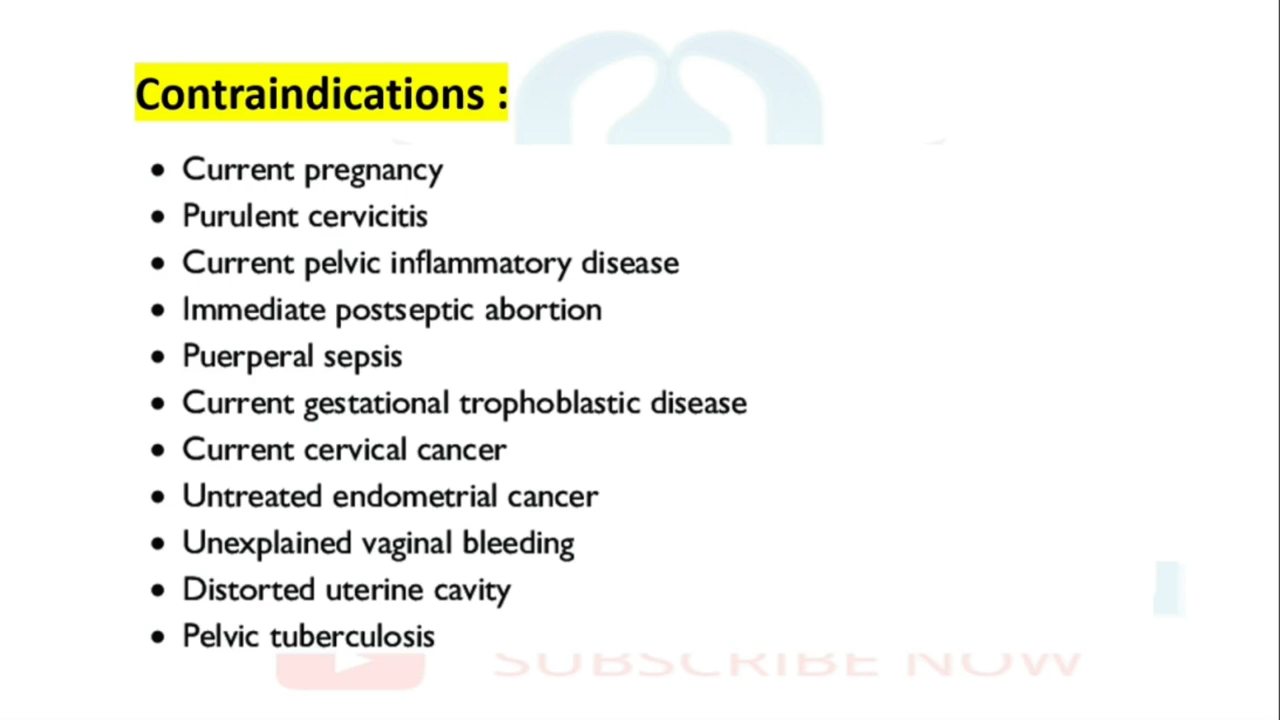 Contraindications :
• Current pregnancy
• Purulent cervicitis
• Current pelvic inflammatory disease
• Immediate postseptic abortion
• Puerperal sepsis
• Current gestational trophoblastic disease
• Current cervical cancer
• Untreated endometrial cancer
• Unexplained vaginal bleeding
• Distorted uterine cavity
• Pelvic tuberculosis
SUBSCRIBE NOW